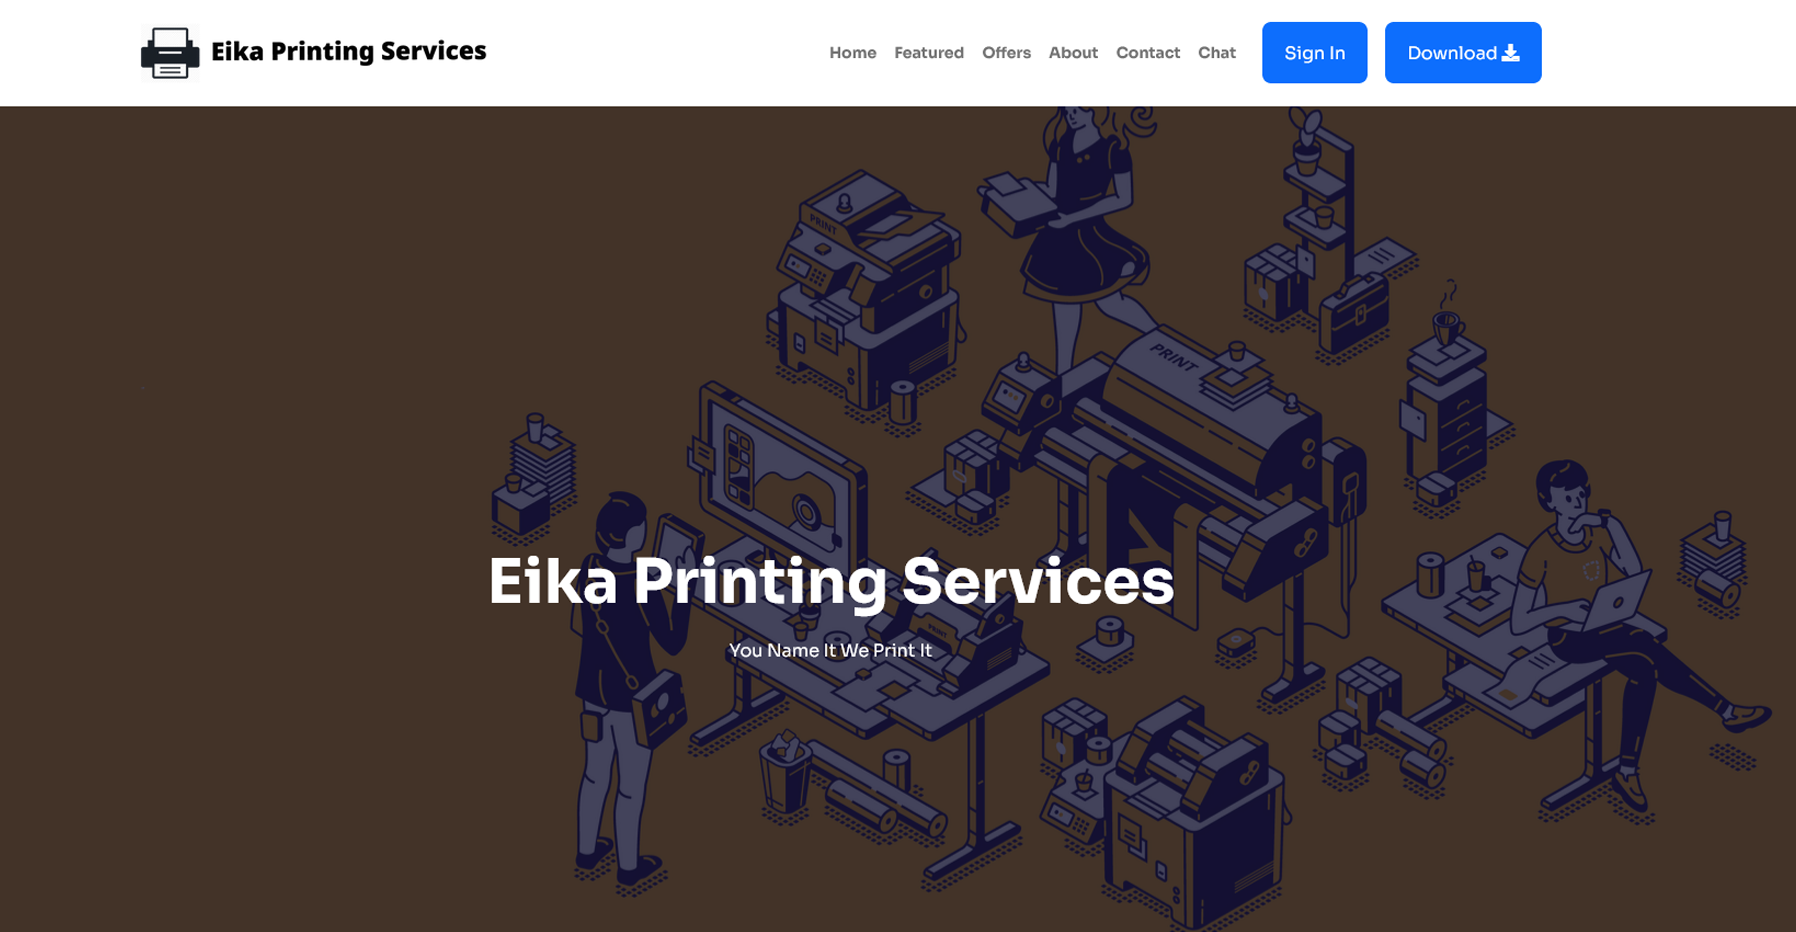 Eika Printing Services
Home Featured Offers About Contact Chat Sign In Download
PRINT
PRINT
Eika Printing Services
PRINT
You Name It We Print It